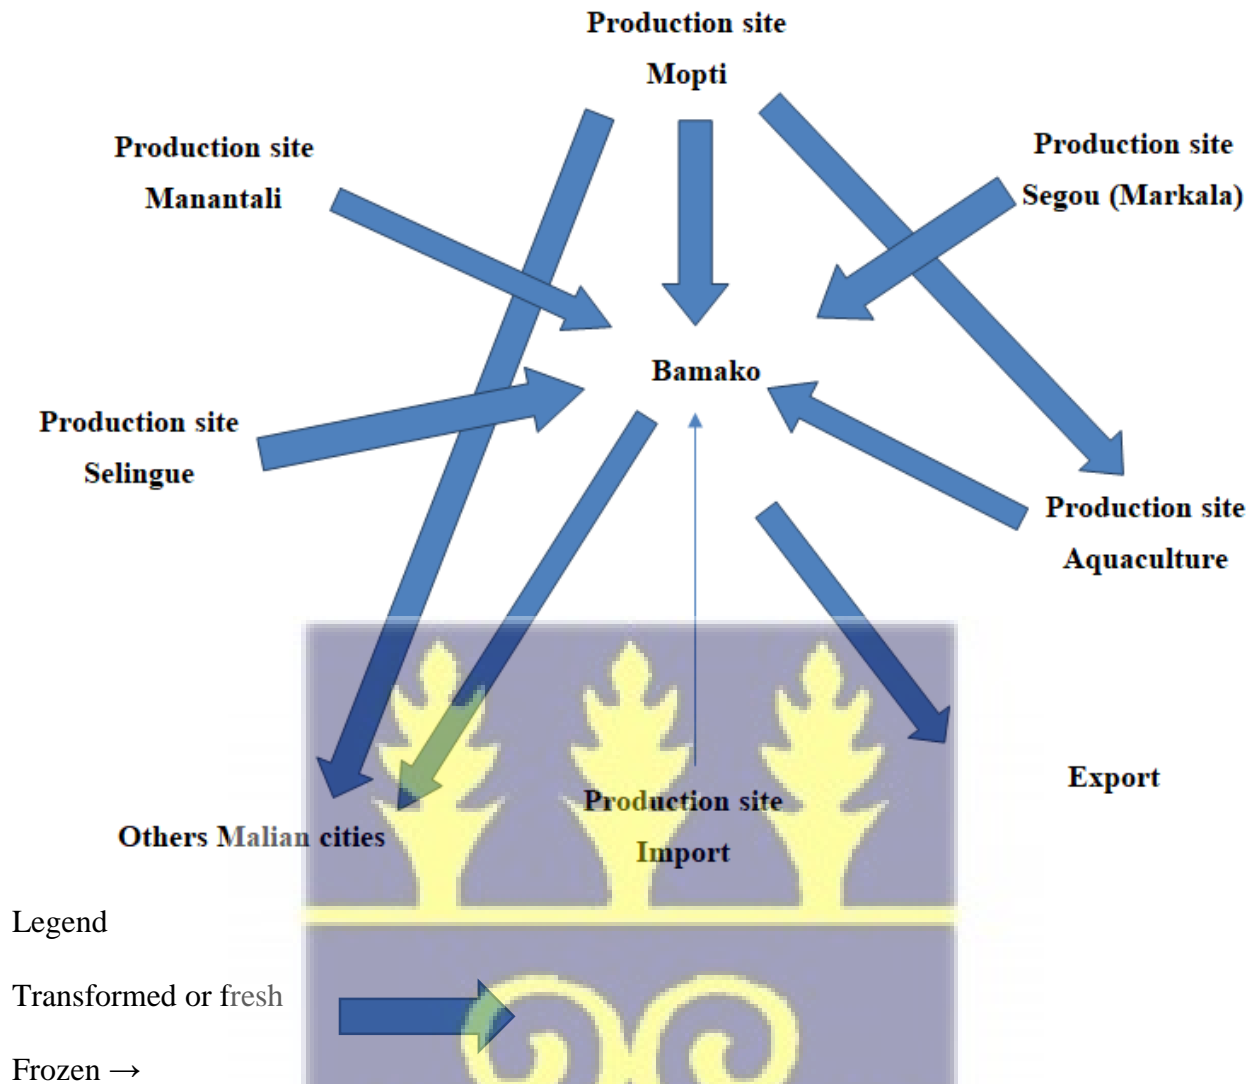 Production site
Mopti
Production site
Manantali
Production site
Segou (Markala)
Bamako
Production site
Selingue
Production site
Aquaculture
Export
Production site
Import
Others Malian cities
Legend
Transformed or fresh
Frozen →